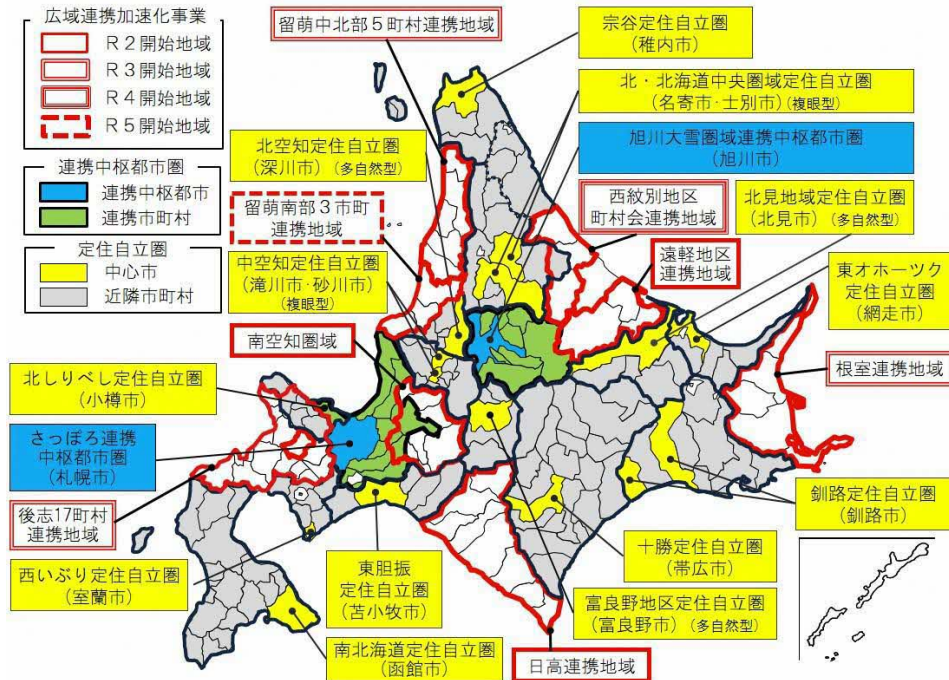 広域連携加速化事業
R２開始地域
R３開始地域
R４開始地域
R５開始地域
連携中枢都市圏
連携中枢都市
連携市町村
定住自立圏
中心市
近隣市町村
留萌中北部５町村連携地域
宗谷定住自立圏
(稚内市)
北・北海道中央圏域定住自立圏
(名寄市・士別市)(複眼型)
北空知定住自立圏
(深川市)(多自然型)
旭川大雪圏域連携中枢都市圏
(旭川市)
留萌南部３市町
連携地域
西紋別地区
町村会連携地域
北見地域定住自立圏
(北見市)(多自然型)
中空知定住自立圏
(滝川市・砂川市)
(複眼型)
遠軽地区
連携地域
東オホーツク
定住自立圏
(網走市)
南空知圏域
根室連携地域
北しりべし定住自立圏
(小樽市)
さっぽろ連携
中枢都市圏
(札幌市)
釧路定住自立圏
(釧路市)
後志17町村
連携地域
十勝定住自立圏
(帯広市)
西いぶり定住自立圏
(室蘭市)
東胆振
定住自立圏
(苫小牧市)
富良野地区定住自立圏
(富良野市)(多自然型)
南北海道定住自立圏
(函館市)
日高連携地域